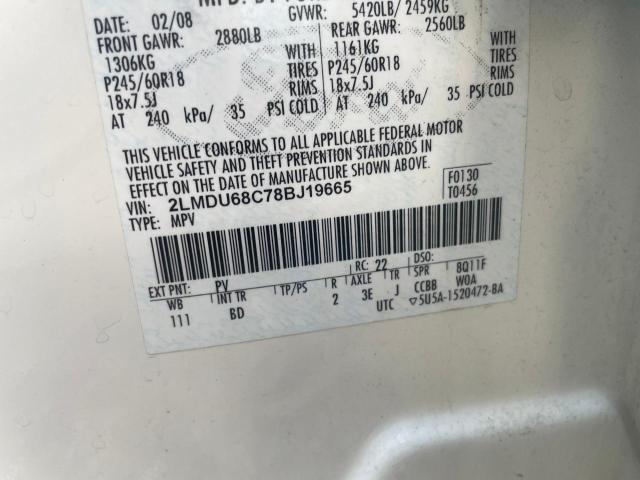 DATE: 02/08 GVWR: 5420LB/ 2459KG
FRONT GAWR: 2880LB REAR GAWR: 2560LB
1306KG WITH 1161KG WITH
P245/60R18 TIRES P245/60R18 TIRES
18x7.5J RIMS 18x7.5J RIMS
AT 240 kPa/ 35 PSI COLD AT 240 kPa/ 35 PSI COLD
THIS VEHICLE CONFORMS TO ALL APPLICABLE FEDERAL MOTOR
VEHICLE SAFETY AND THEFT PREVENTION STANDARDS IN
EFFECT ON THE DATE OF MANUFACTURE SHOWN ABOVE.
VIN: 2LMDU68C78BJ19665 F0130
TYPE: MPV T0456
EXT PNT: PV RC: 22 DSO:
WB INT TR TP/PS R AXLE TR SPR 8Q11F
111 BD 2 3E J CCBB WOA
UTC ▽5U5A-1520472-BA